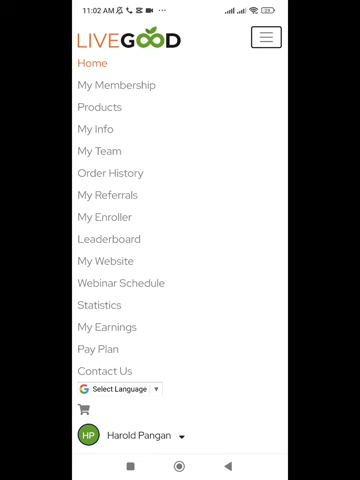 11:02 AM
LIVEGOOD
Home
My Membership
Products
My Info
My Team
Order History
My Referrals
My Enroller
Leaderboard
My Website
Webinar Schedule
Statistics
My Earnings
Pay Plan
Contact Us
G Select Language ▼
HP Harold Pangan